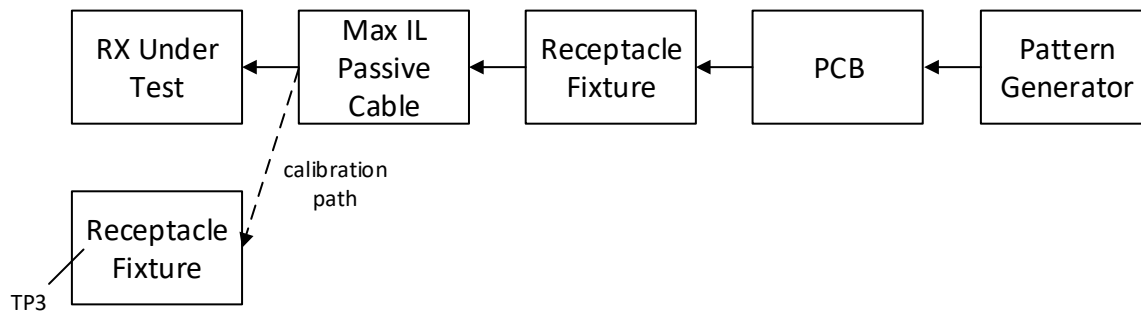 RX Under
Test
Max IL
Passive
Cable
Receptacle
Fixture
PCB
Pattern
Generator
calibration
path
Receptacle
Fixture
TP3